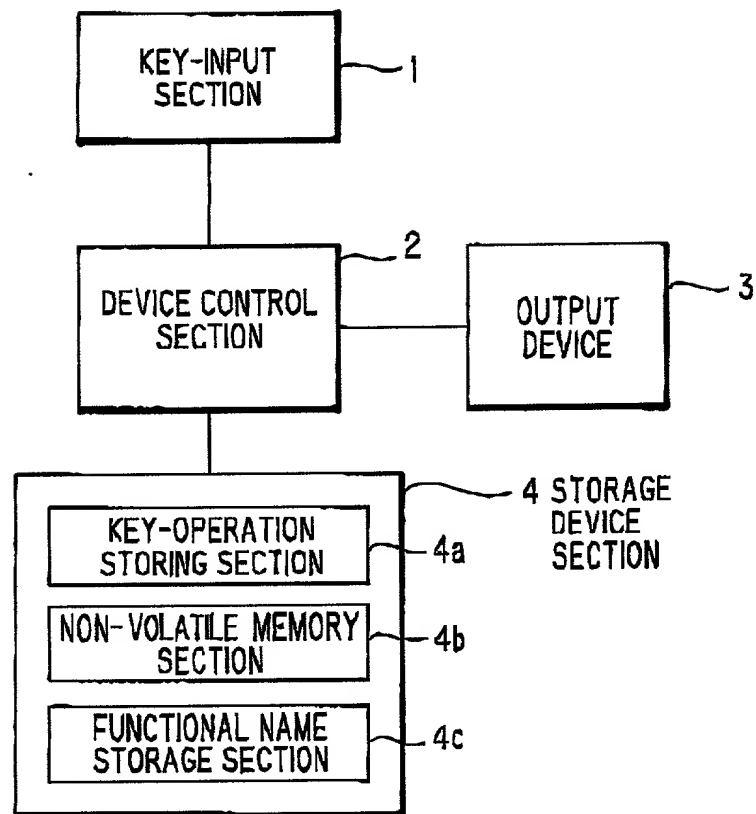 KEY-INPUT
SECTION
1
DEVICE CONTROL
SECTION
2
OUTPUT
DEVICE
3
4 STORAGE
DEVICE
SECTION
KEY-OPERATION
STORING SECTION
4a
NON-VOLATILE MEMORY
SECTION
4b
FUNCTIONAL NAME
STORAGE SECTION
4c